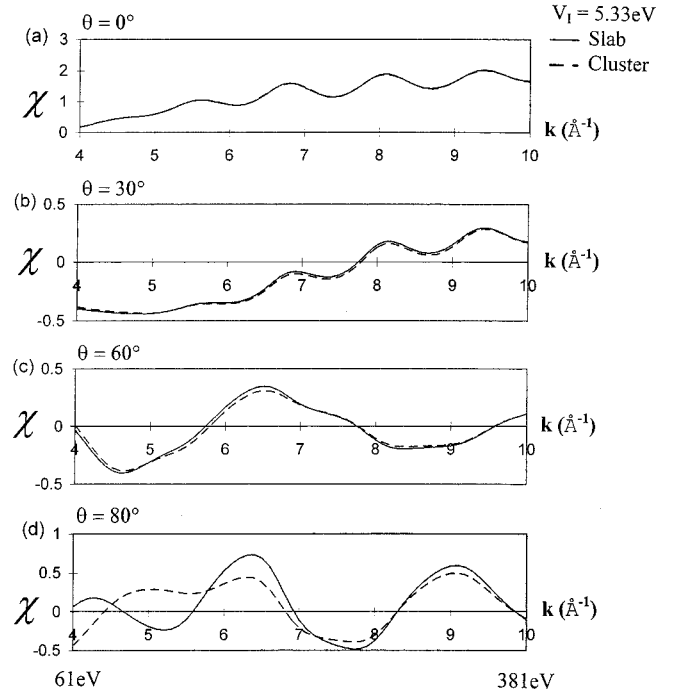 V_I = 5.33eV
Slab
Cluster
(a)
θ = 0°
3
2
1
0
χ
4 5 6 7 8 9 10
k (Å⁻¹)
(b)
θ = 30°
0.5
0
-0.5
χ
4 5 6 7 8 9 10
k (Å⁻¹)
(c)
θ = 60°
0.5
0
-0.5
χ
4 5 6 7 8 9 10
k (Å⁻¹)
(d)
θ = 80°
1
0.5
0
-0.5
χ
4 5 6 7 8 9 10
k (Å⁻¹)
61eV
381eV